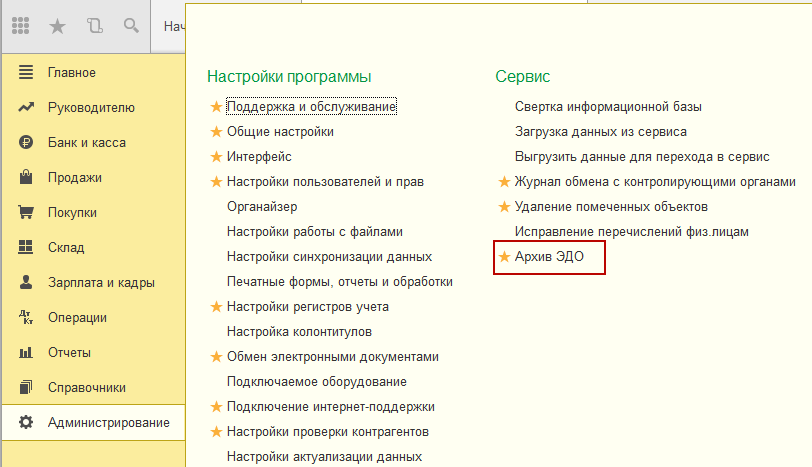 Нач
Главное
Руководителю
Банк и касса
Продажи
Покупки
Склад
Зарплата и кадры
Дт
Кт
Операции
Отчеты
Справочники
Администрирование
Настройки программы
Поддержка и обслуживание
Общие настройки
Интерфейс
Настройки пользователей и прав
Органайзер
Настройки работы с файлами
Настройки синхронизации данных
Печатные формы, отчеты и обработки
Настройки регистров учета
Настройка колонтитулов
Обмен электронными документами
Подключаемое оборудование
Подключение интернет-поддержки
Настройки проверки контрагентов
Настройки актуализации данных
Сервис
Свертка информационной базы
Загрузка данных из сервиса
Выгрузить данные для перехода в сервис
Журнал обмена с контролирующими органами
Удаление помеченных объектов
Исправление перечислений физ.лицам
Архив ЭДО